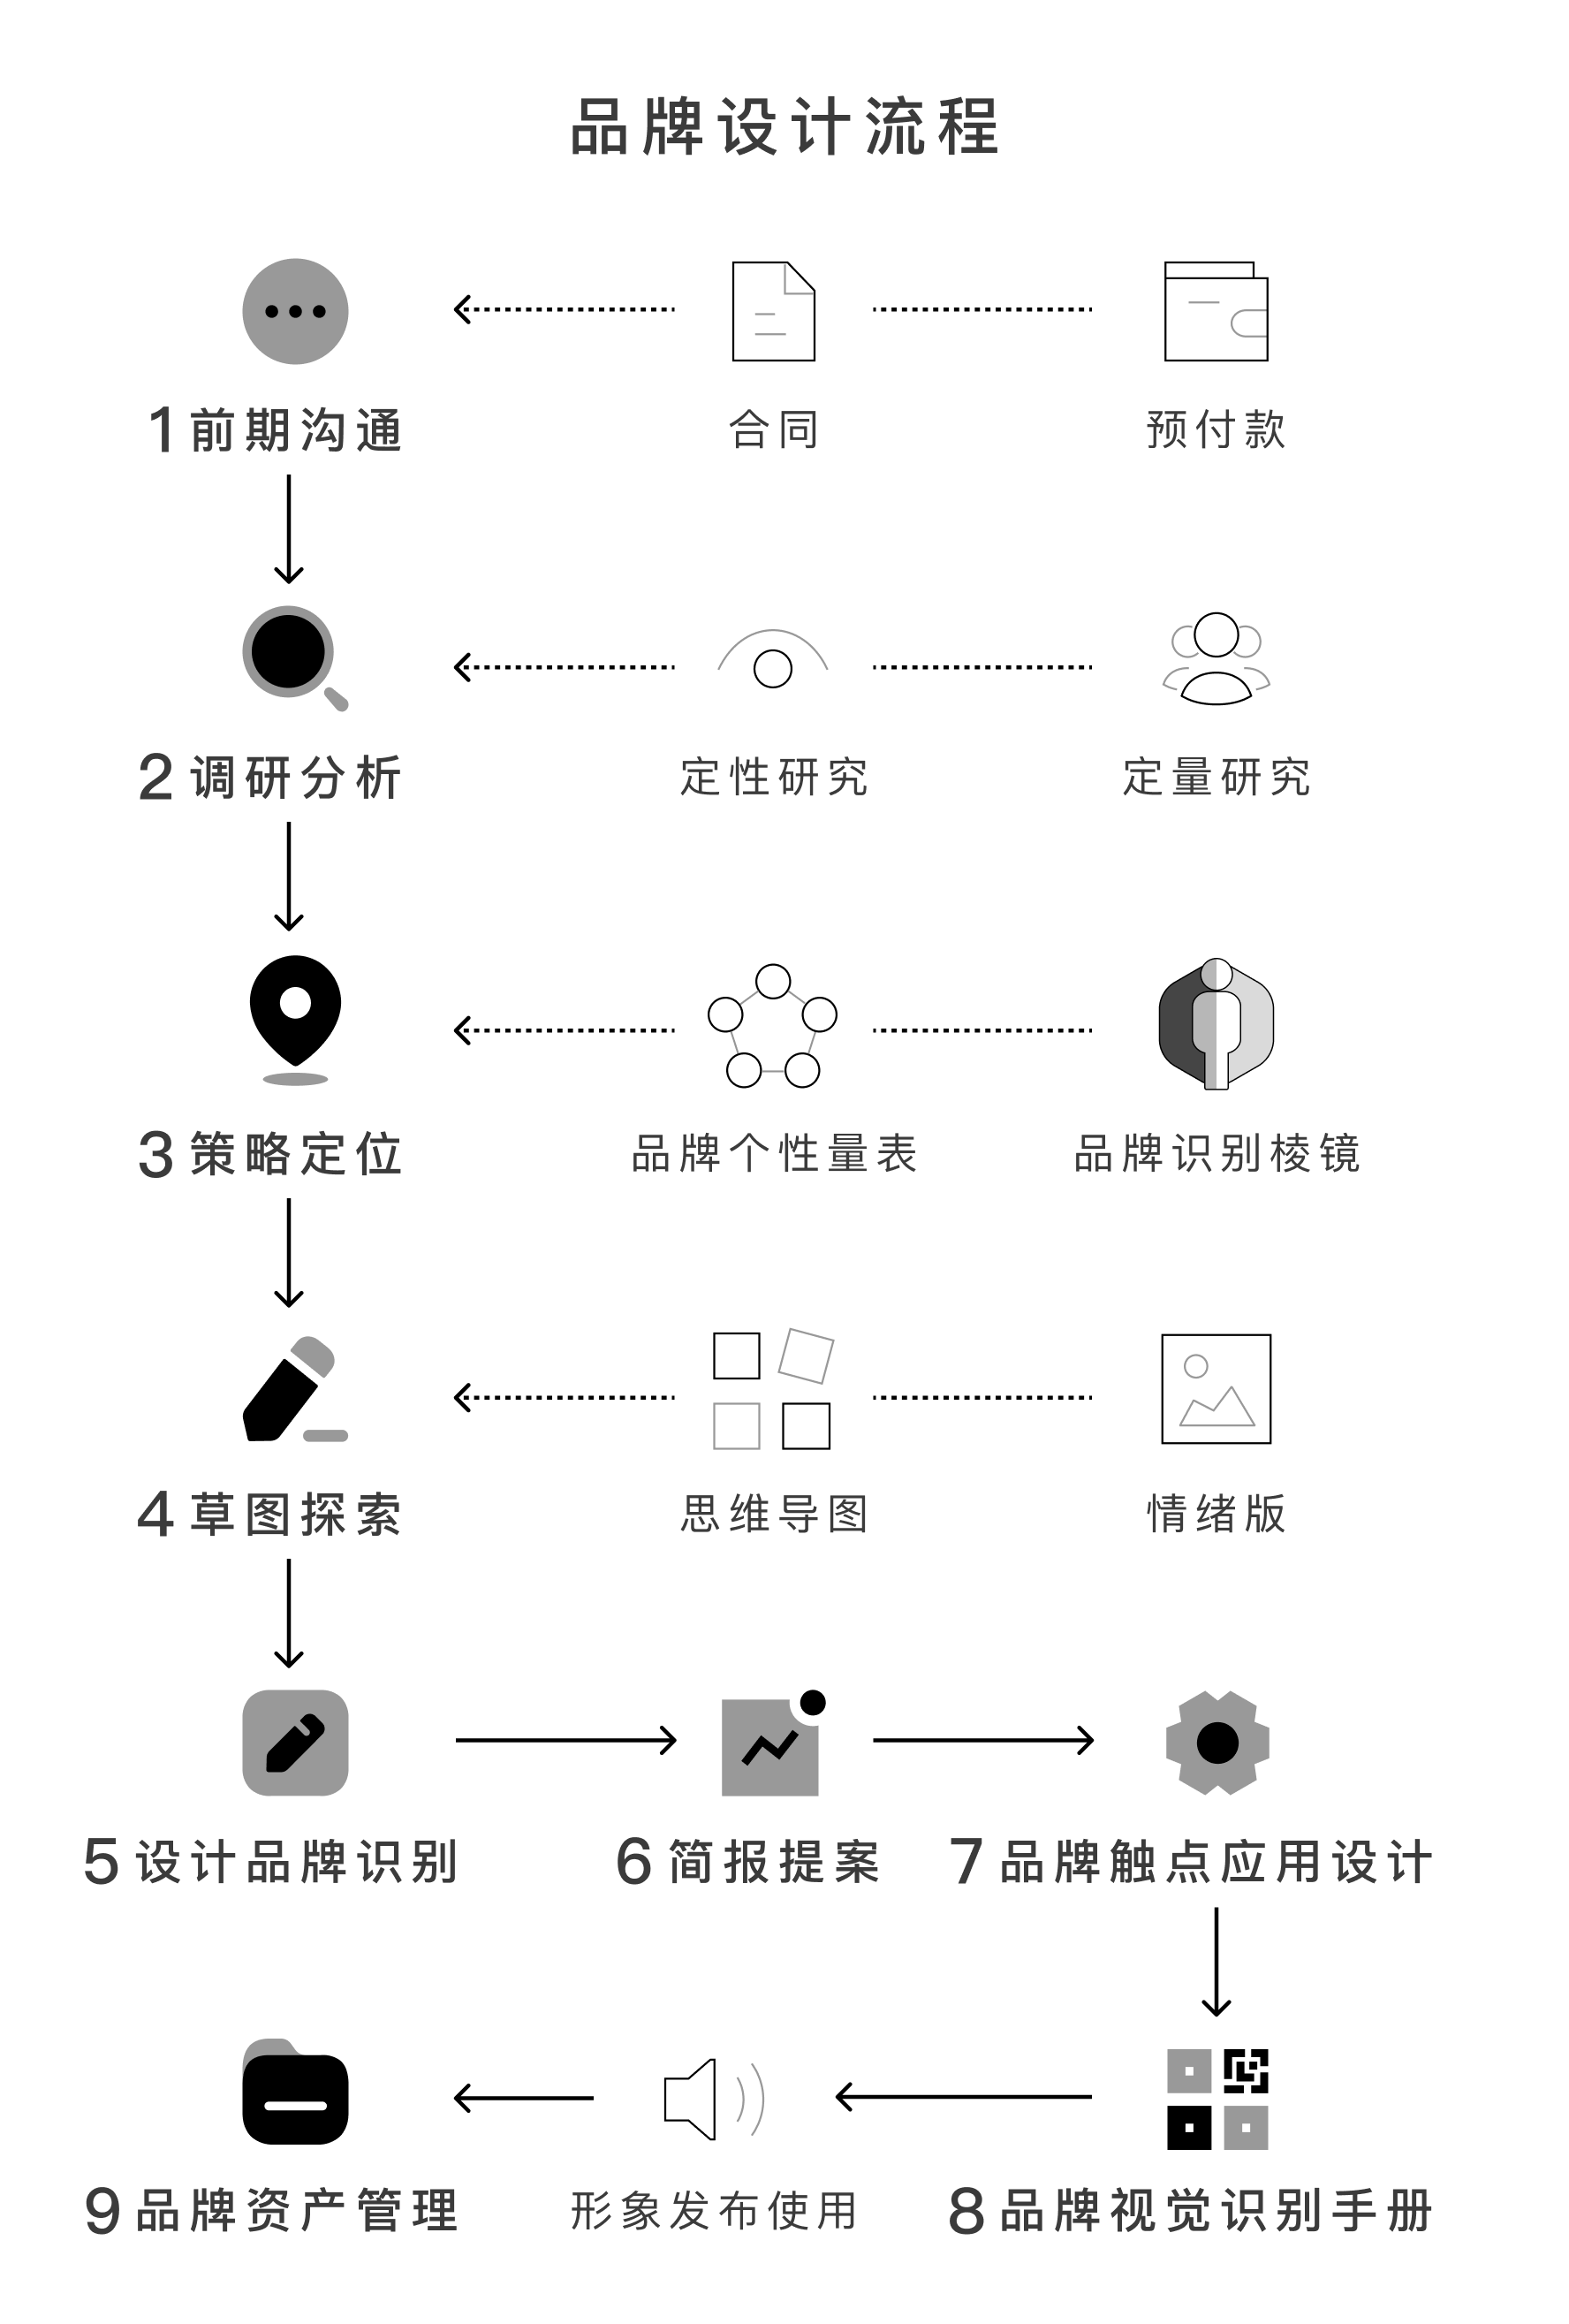 品牌设计流程
1 前期沟通
合同
预付款
2 调研分析
定性研究
定量研究
3 策略定位
品牌个性量表
品牌识别棱镜
4 草图探索
思维导图
情绪版
5 设计品牌识别
6 简报提案
7 品牌触点应用设计
9 品牌资产管理
形象发布使用
8 品牌视觉识别手册